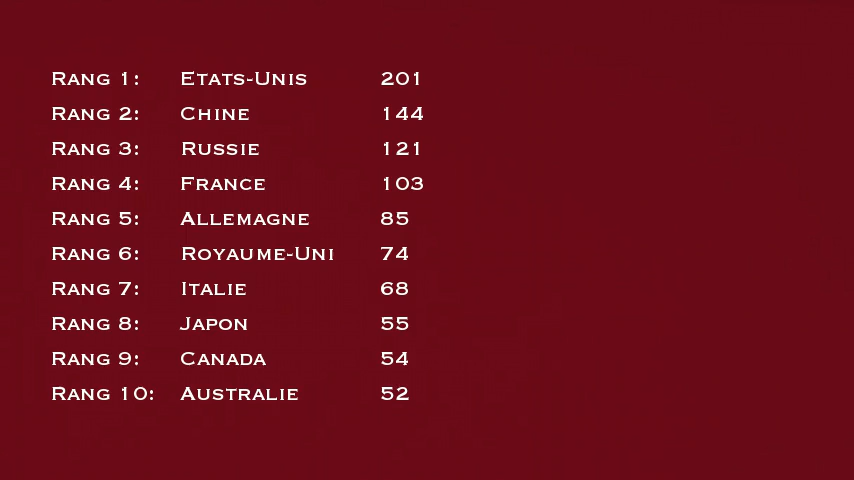 Rang 1: Etats-Unis 201
Rang 2: Chine 144
Rang 3: Russie 121
Rang 4: France 103
Rang 5: Allemagne 85
Rang 6: Royaume-Uni 74
Rang 7: Italie 68
Rang 8: Japon 55
Rang 9: Canada 54
Rang 10: Australie 52